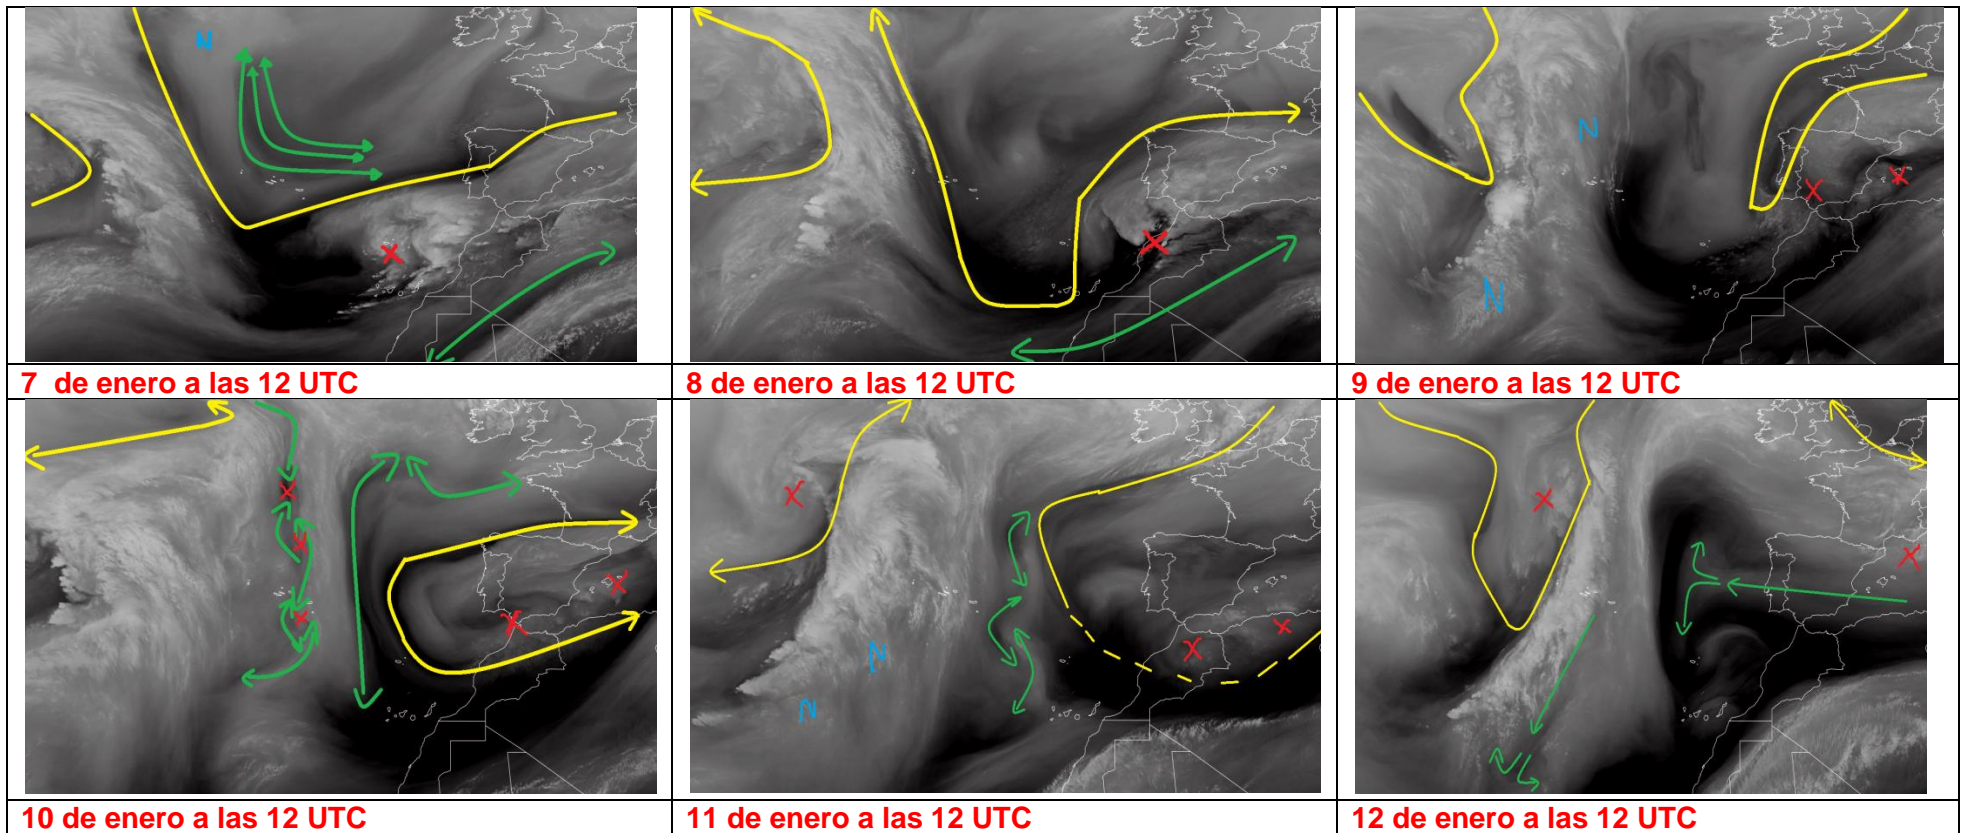 N
7 de enero a las 12 UTC
8 de enero a las 12 UTC
N
N
9 de enero a las 12 UTC
10 de enero a las 12 UTC
N
N
11 de enero a las 12 UTC
12 de enero a las 12 UTC